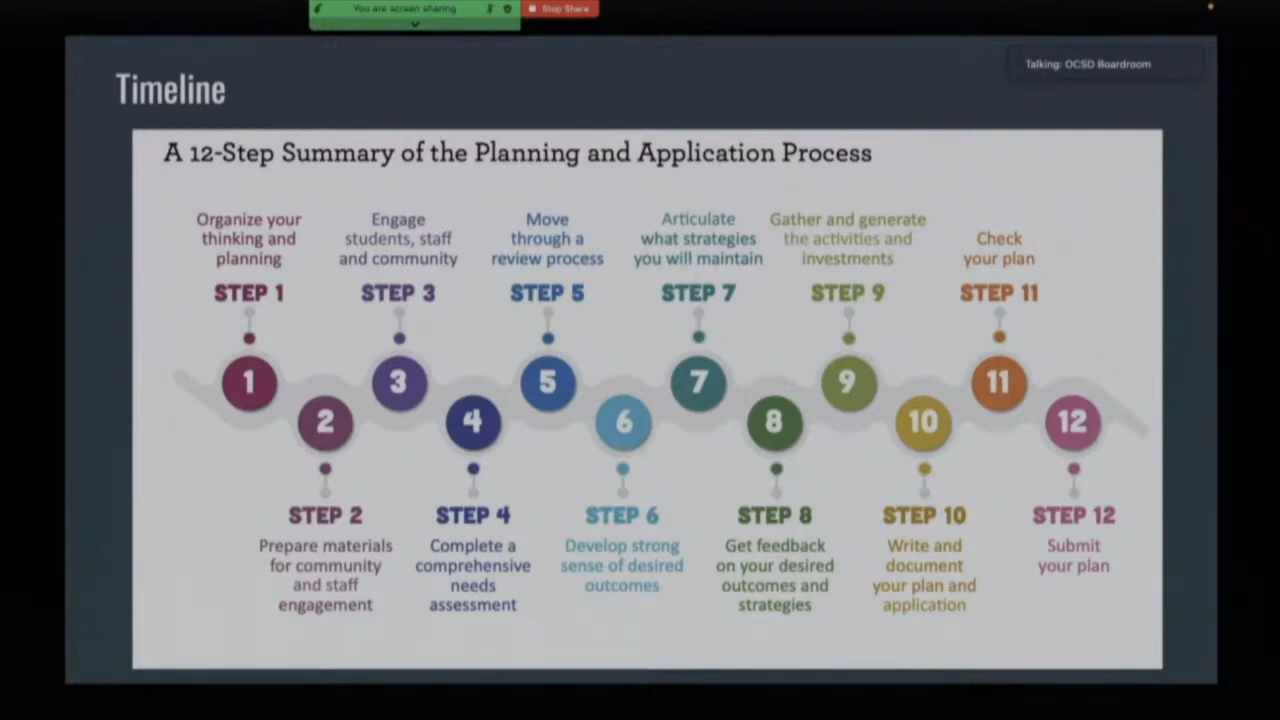 You are screen sharing
Stop Share
Talking: OCSD Boardroom
Timeline
A 12-Step Summary of the Planning and Application Process
Organize your
thinking and
planning
STEP 1
Engage
students, staff
and community
STEP 3
Move
through a
review process
STEP 5
Articulate
what strategies
you will maintain
STEP 7
Gather and generate
the activities and
investments
STEP 9
Check
your plan
STEP 11
1
2
3
4
5
6
7
8
9
10
11
12
STEP 2
Prepare materials
for community
and staff
engagement
STEP 4
Complete a
comprehensive
needs
assessment
STEP 6
Develop strong
sense of desired
outcomes
STEP 8
Get feedback
on your desired
outcomes and
strategies
STEP 10
Write and
document
your plan and
application
STEP 12
Submit
your plan